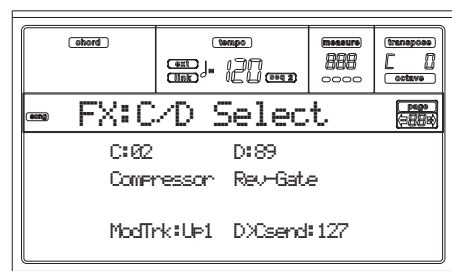 chord tempo measure transpose
ext link ♩= 120 seq 2 888 C 0
octave
song FX:C/D Select page 88
C:02 D:89
Compressor Rev-Gate
ModTrk:Up1 D>Csend:127